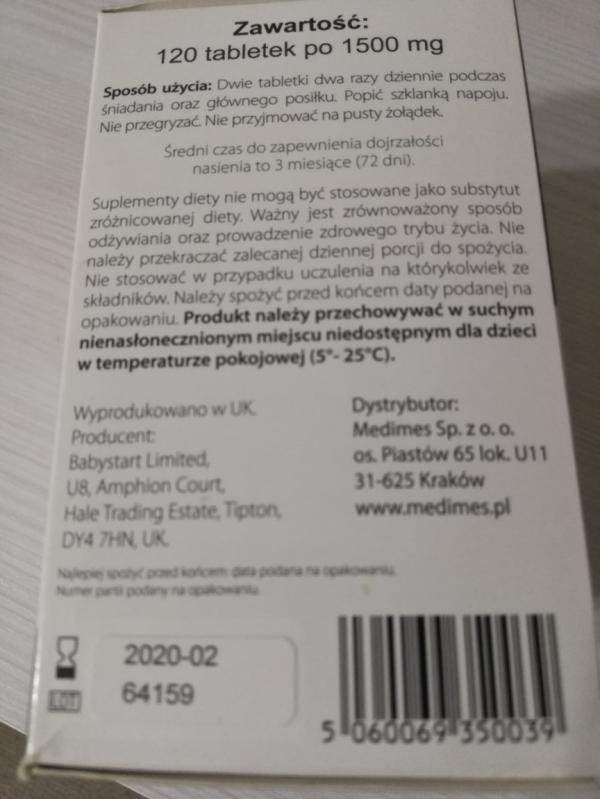 Zawartość:
120 tabletek po 1500 mg
Sposób użycia: Dwie tabletki dwa razy dziennie podczas
śniadania oraz głównego posiłku. Popić szklanką napoju.
Nie przegryzać. Nie przyjmować na pusty żołądek.
Średni czas do zapewnienia dojrzałości
nasienia to 3 miesiące (72 dni).
Suplementy diety nie mogą być stosowane jako substytut
zróżnicowanej diety. Ważny jest zrównoważony sposób
odżywiania oraz prowadzenie zdrowego trybu życia. Nie
należy przekraczać zalecanej dziennej porcji do spożycia.
Nie stosować w przypadku uczulenia na którykolwiek ze
składników. Należy spożyć przed końcem daty podanej na
opakowaniu. Produkt należy przechowywać w suchym
nienasłonecznionym miejscu niedostępnym dla dzieci
w temperaturze pokojowej (5°- 25°C).
Wyprodukowano w UK.
Producent:
Babystart Limited,
U8, Amphion Court,
Hale Trading Estate, Tipton,
DY4 7HN, UK.
Dystrybutor:
Medimes Sp. z o. o.
os. Piastów 65 lok. U11
31-625 Kraków
www.medimes.pl
Najlepiej spożyć przed końcem: data podana na opakowaniu.
Numer partii podany na opakowaniu.
2020-02
LOT 64159
5 060069 350039